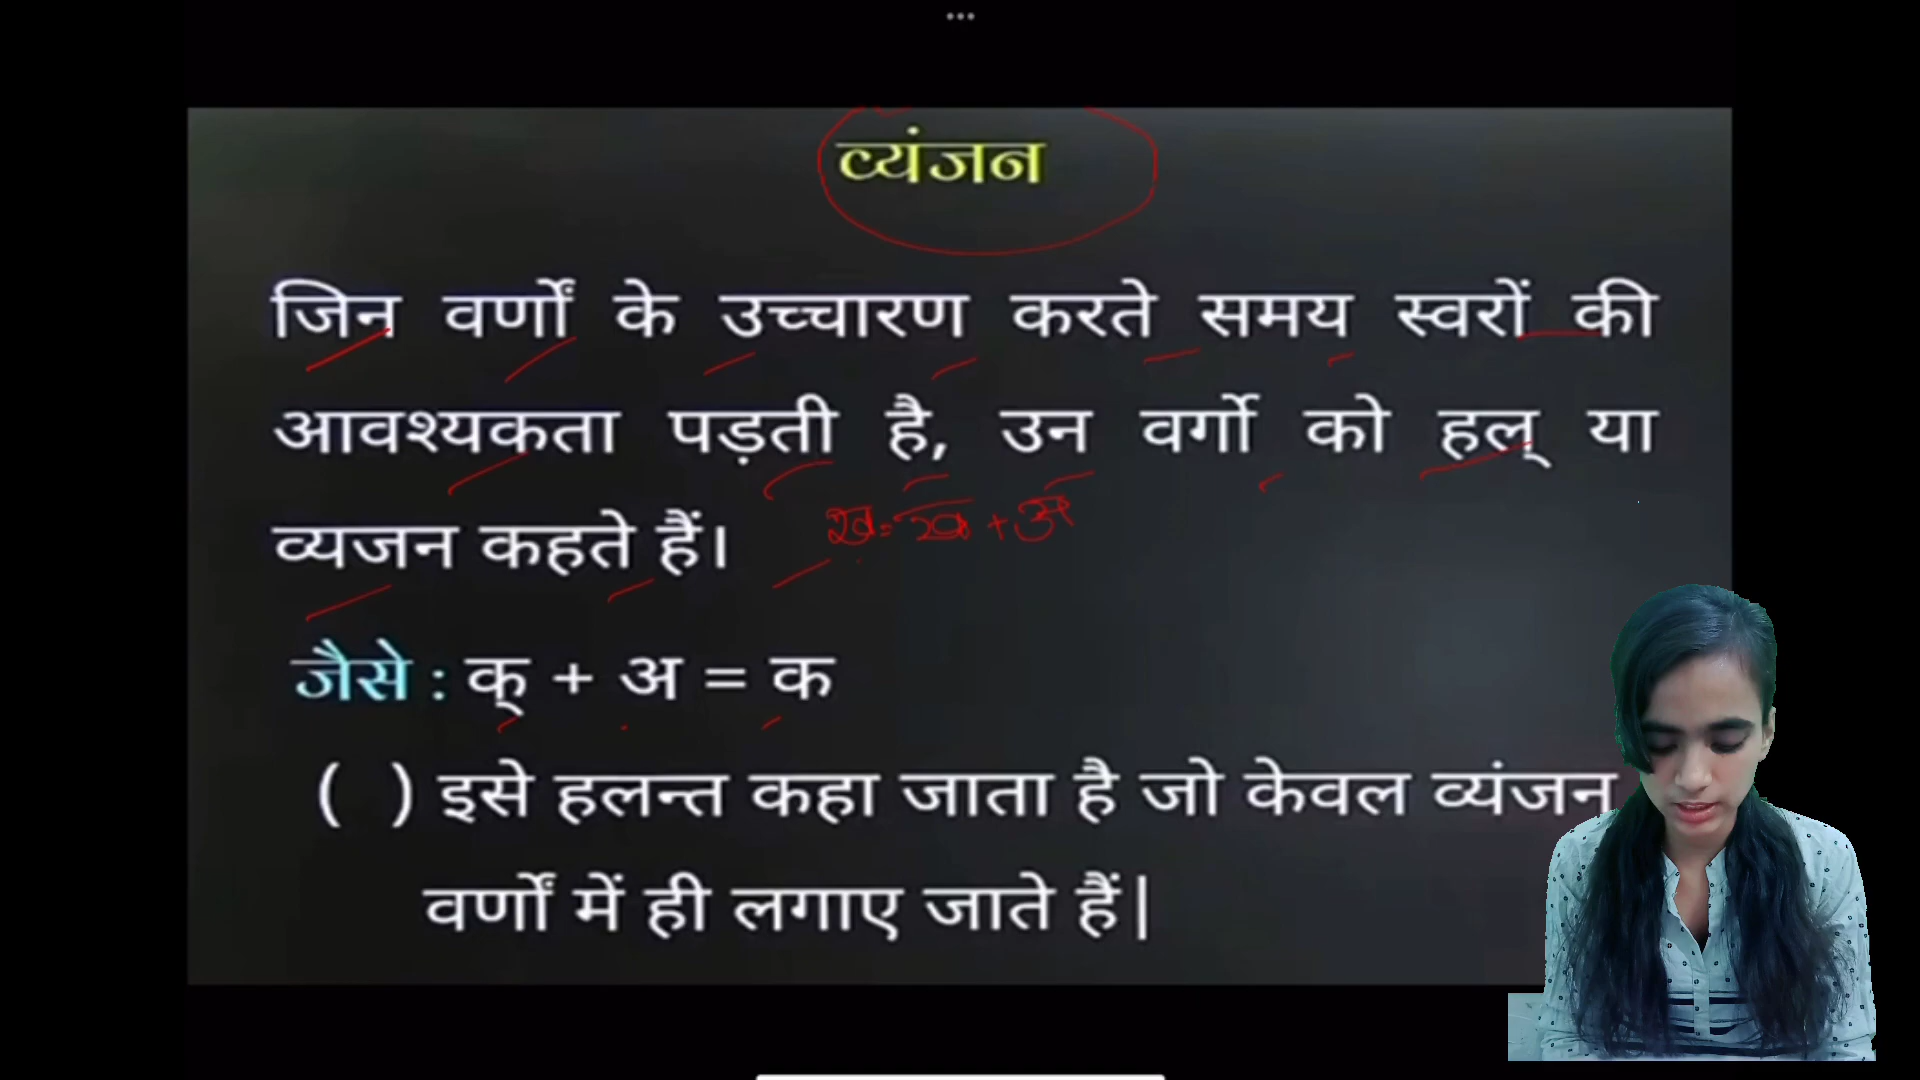 व्यंजन
जिन वर्णों के उच्चारण करते समय स्वरों की
आवश्यकता पड़ती है, उन वर्गो को हल् या
व्यजन कहते हैं।
ख = ख + अ
जैसे : क् + अ = क
( ) इसे हलन्त कहा जाता है जो केवल व्यंजन
वर्णों में ही लगाए जाते हैं|